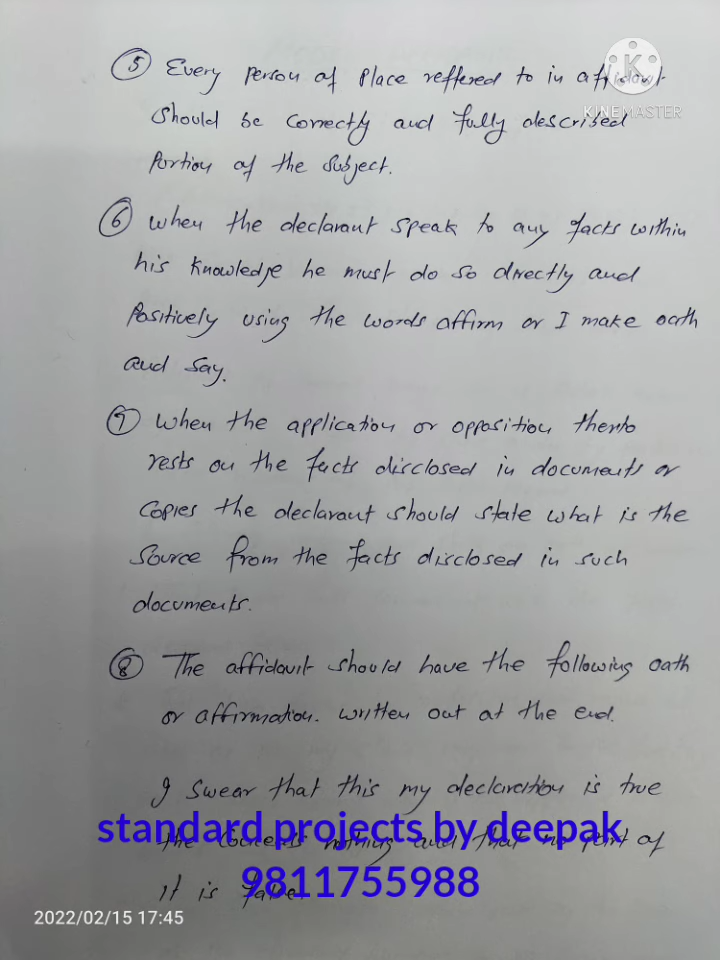 ⑤ Every person of Place reffered to in affidavit
KINEMASTER
should be correctly and fully described
Portion of the subject.
⑥ when the declarant speak to any facts within
his knowledge he must do so directly and
Positively using the words affirm or I make oath
and say.
⑦ when the application or opposition therto
rests on the facts disclosed in documents or
copies the declarant should state what is the
source from the facts disclosed in such
documents.
⑧ The affidavit should have the following oath
or affirmation. written out at the end.
I swear that this my declaration is true
standard projects by deepak
the conceals nothing and that no part of
9811755988
it is false
2022/02/15 17:45